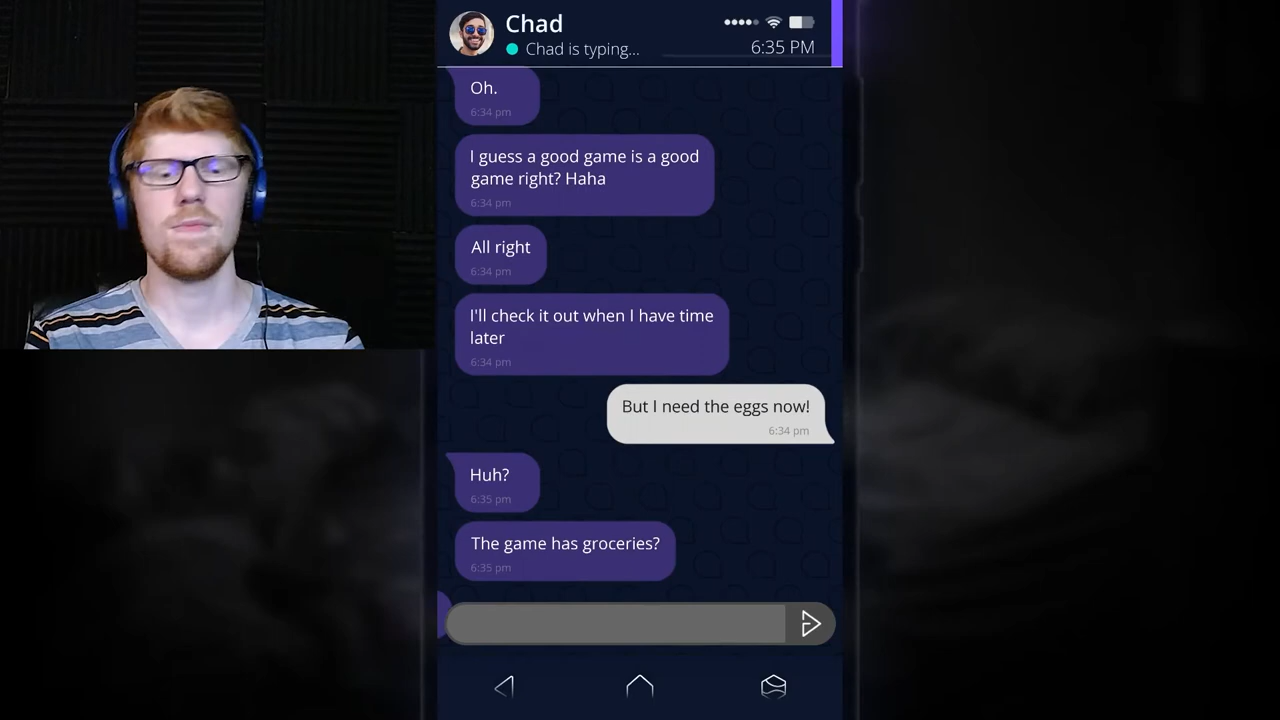 Chad
Chad is typing...
6:35 PM
Oh.
6:34 pm
I guess a good game is a good
game right? Haha
6:34 pm
All right
6:34 pm
I'll check it out when I have time
later
6:34 pm
But I need the eggs now!
6:34 pm
Huh?
6:35 pm
The game has groceries?
6:35 pm